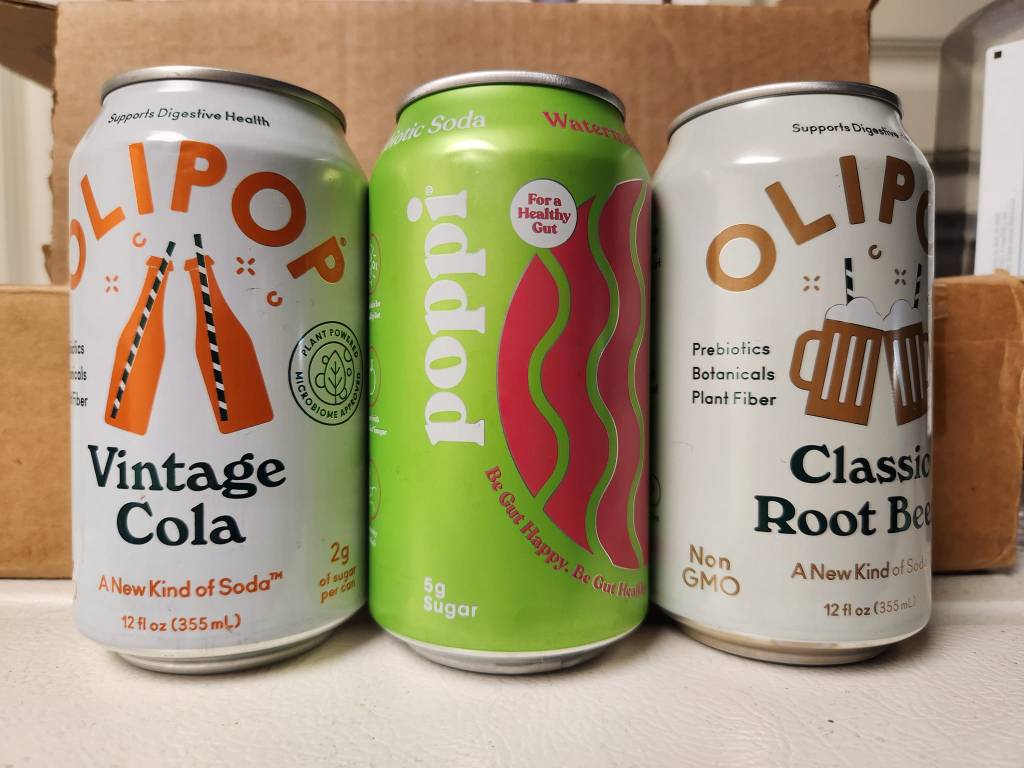 Supports Digestive Health
OLIPOP
PLANT POWERED
MICROBIOME APPROVED
Vintage
Cola
2g
of sugar
per can
A New Kind of Soda™
12 fl oz (355 mL)
Soda
poppi®
For a
Healthy
Gut
Be Gut Happy. Be Gut Health
5g
Sugar
Supports Digestive
OLIPO
Prebiotics
Botanicals
Plant Fiber
Classic
Root Bee
Non
GMO
A New Kind of Soda
12 fl oz (355 mL)